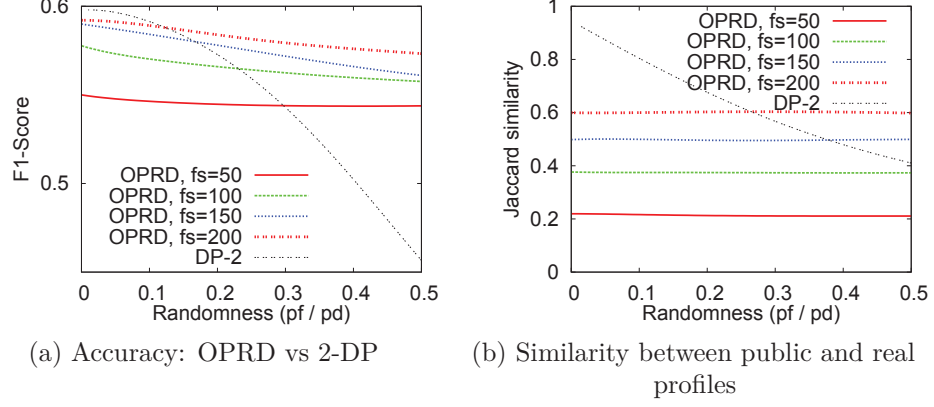 0.6
0.5
F1-Score
OPRD, fs=50
OPRD, fs=100
OPRD, fs=150
OPRD, fs=200
DP-2
0 0.1 0.2 0.3 0.4 0.5
Randomness (pf / pd)
(a) Accuracy: OPRD vs 2-DP
1
0.8
0.6
0.4
0.2
0
Jaccard similarity
OPRD, fs=50
OPRD, fs=100
OPRD, fs=150
OPRD, fs=200
DP-2
0 0.1 0.2 0.3 0.4 0.5
Randomness (pf / pd)
(b) Similarity between public and real
profiles